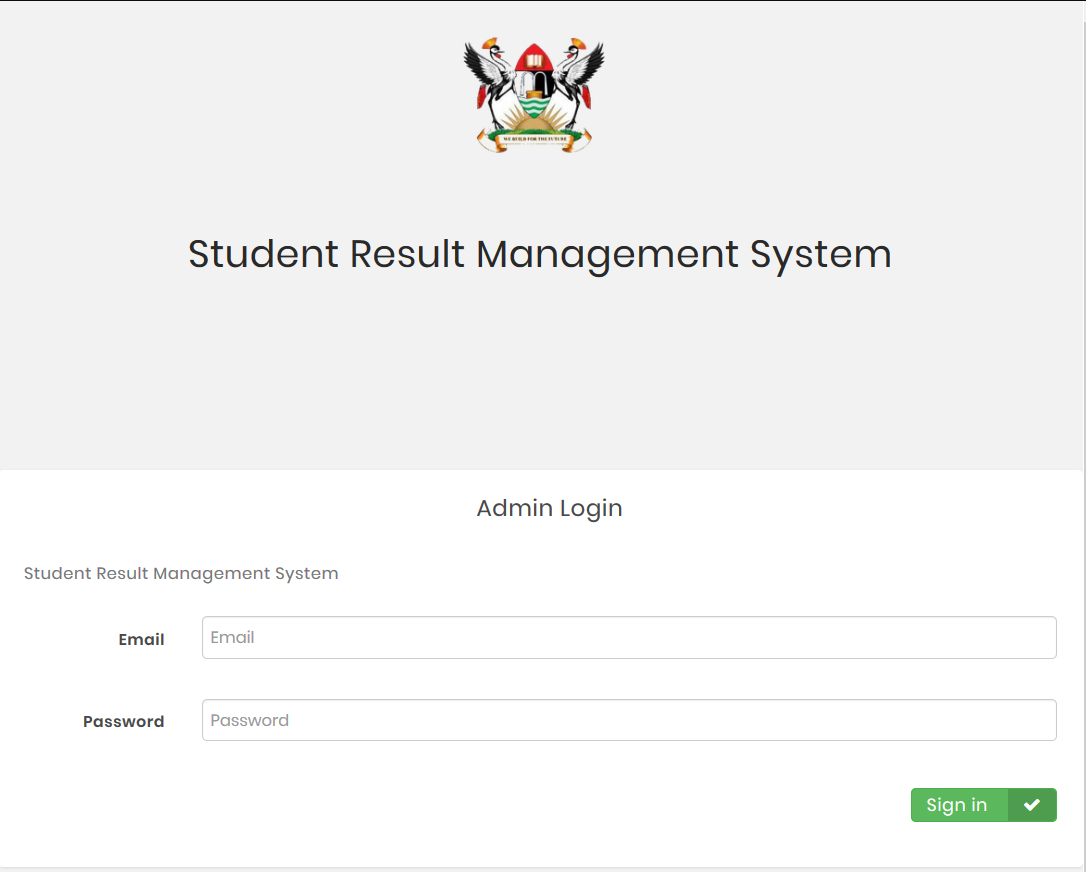 WE BUILD FOR THE FUTURE
Student Result Management System
Admin Login
Student Result Management System
Email
Email
Password
Password
Sign in